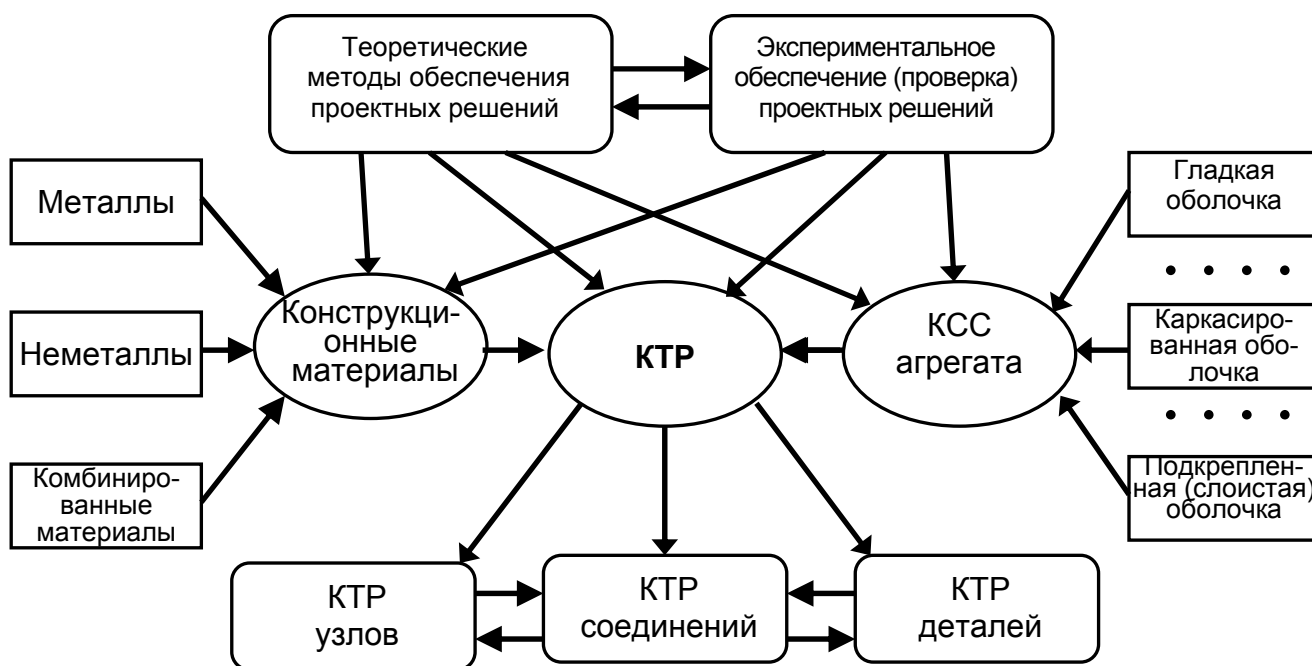 Теоретические
методы обеспечения
проектных решений
Экспериментальное
обеспечение (проверка)
проектных решений
Металлы
Неметаллы
Комбиниро-
ванные
материалы
Конструкци-
онные
материалы
КТР
КСС
агрегата
Гладкая
оболочка
Каркасиро-
ванная обо-
лочка
Подкреплен-
ная (слоистая)
оболочка
КТР
узлов
КТР
соединений
КТР
деталей